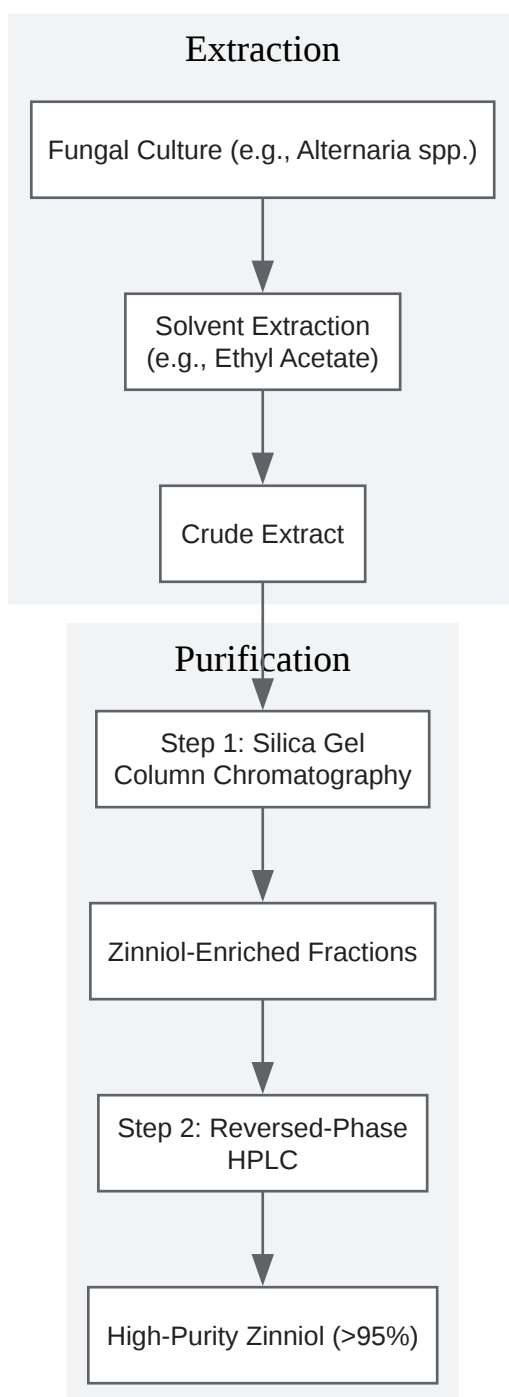 Extraction
Fungal Culture (e.g., Alternaria spp.)
Solvent Extraction
(e.g., Ethyl Acetate)
Crude Extract
Purification
Step 1: Silica Gel
Column Chromatography
Zinniol-Enriched Fractions
Step 2: Reversed-Phase
HPLC
High-Purity Zinniol (>95%)